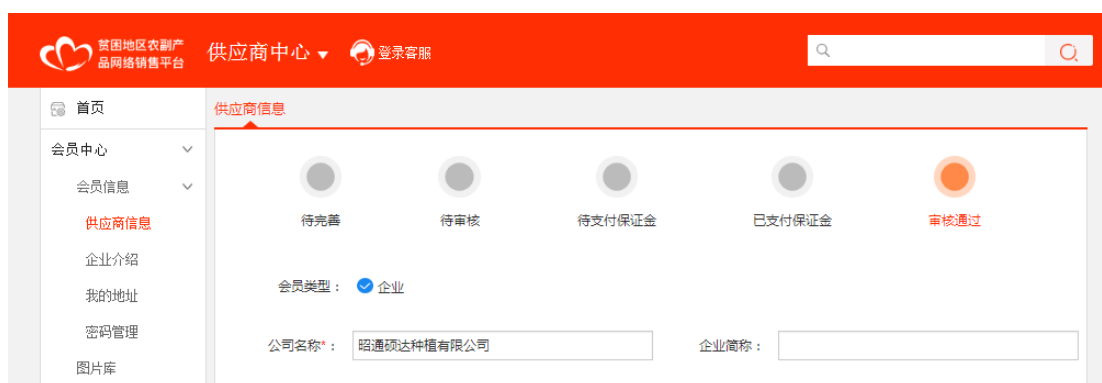 贫困地区农副产
品网络销售平台
供应商中心
登录客服
首页
供应商信息
会员中心
会员信息
供应商信息
企业介绍
我的地址
密码管理
图片库
待完善
待审核
待支付保证金
已支付保证金
审核通过
会员类型：
企业
公司名称*：
昭通硕达种植有限公司
企业简称：